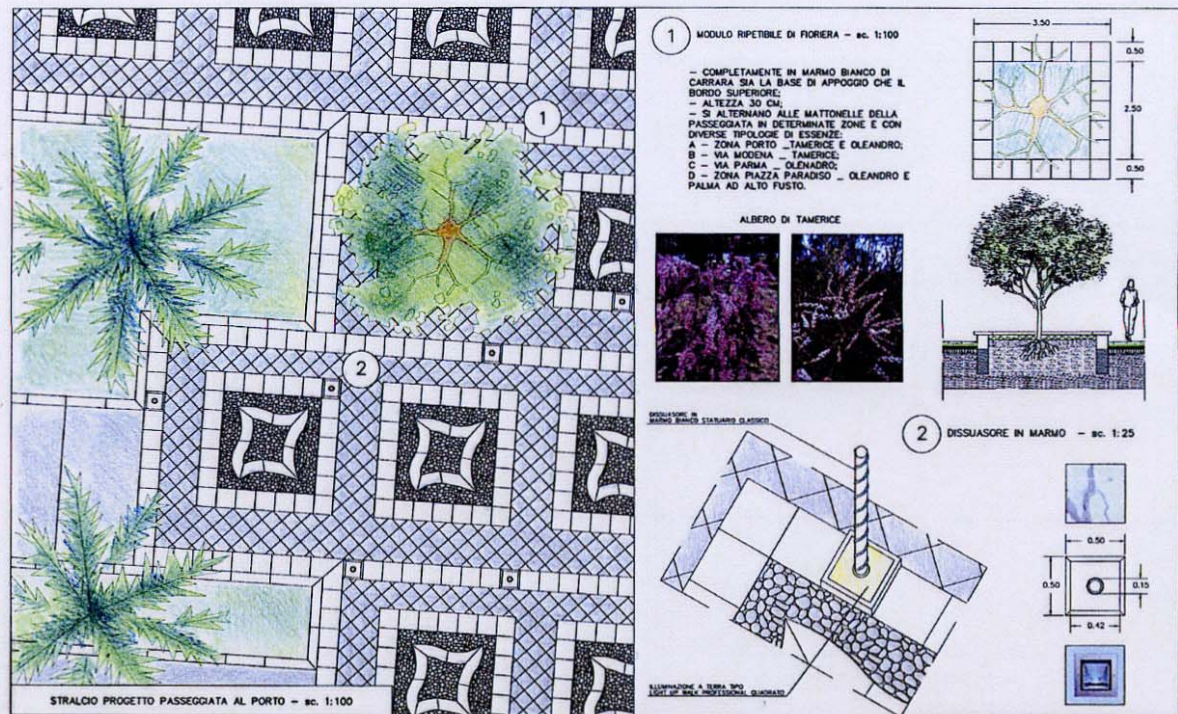 1
2
STRALCIO PROGETTO PASSEGGIATA AL PORTO – sc. 1:100
1 MODULO RIPETIBILE DI FIORIERA – sc. 1:100
– COMPLETAMENTE IN MARMO BIANCO DI
CARRARA SIA LA BASE DI APPOGGIO CHE IL
BORDO SUPERIORE;
– ALTEZZA 30 CM;
– SI ALTERNANO ALLE MATTONELLE DELLA
PASSEGGIATA IN DETERMINATE ZONE E CON
DIVERSE TIPOLOGIE DI ESSENZE:
A – ZONA PORTO _TAMERICE E OLEANDRO;
B – VIA MODENA _ TAMERICE;
C – VIA PARMA _ OLENADRO;
D – ZONA PIAZZA PARADISO _ OLEANDRO E
PALMA AD ALTO FUSTO.
3.50
0.50
2.50
0.50
ALBERO DI TAMERICE
DISSUASORE IN
MARMO BIANCO STATUARIO CLASSICO
2 DISSUASORE IN MARMO – sc. 1:25
0.50
0.50
0.15
0.42
ILLUMINAZIONE A TERRA TIPO
LIGHT UP WALK PROFESSIONAL QUADRATO